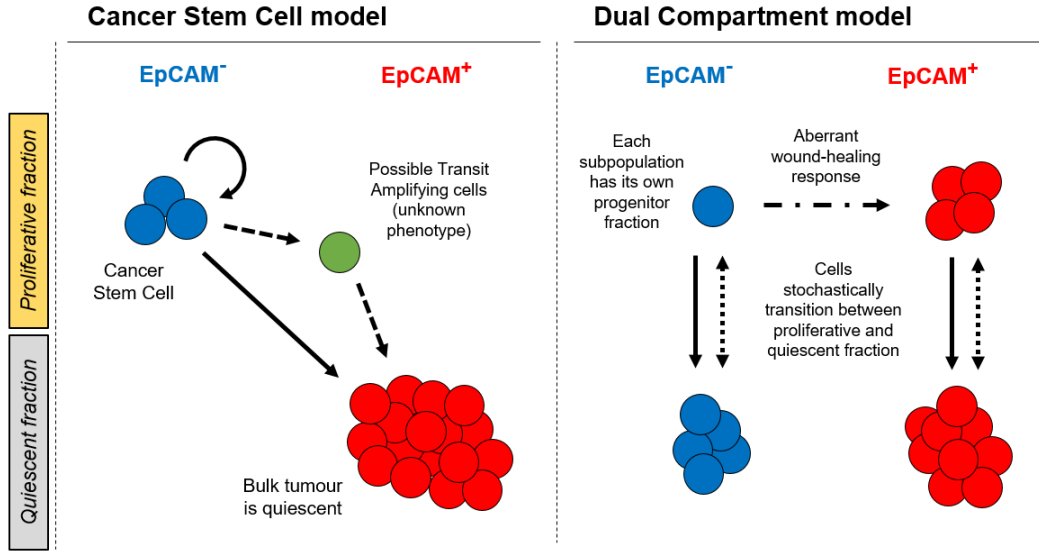 Cancer Stem Cell model
EpCAM⁻
EpCAM⁺
Proliferative fraction
Quiescent fraction
Possible Transit
Amplifying cells
(unknown
phenotype)
Cancer
Stem Cell
Bulk tumour
is quiescent
Dual Compartment model
EpCAM⁻
EpCAM⁺
Each
subpopulation
has its own
progenitor
fraction
Aberrant
wound-healing
response
Cells
stochastically
transition between
proliferative and
quiescent fraction